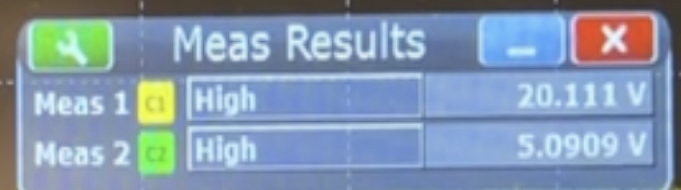 Meas Results
Meas 1 C1 High 20.111 V
Meas 2 C2 High 5.0909 V